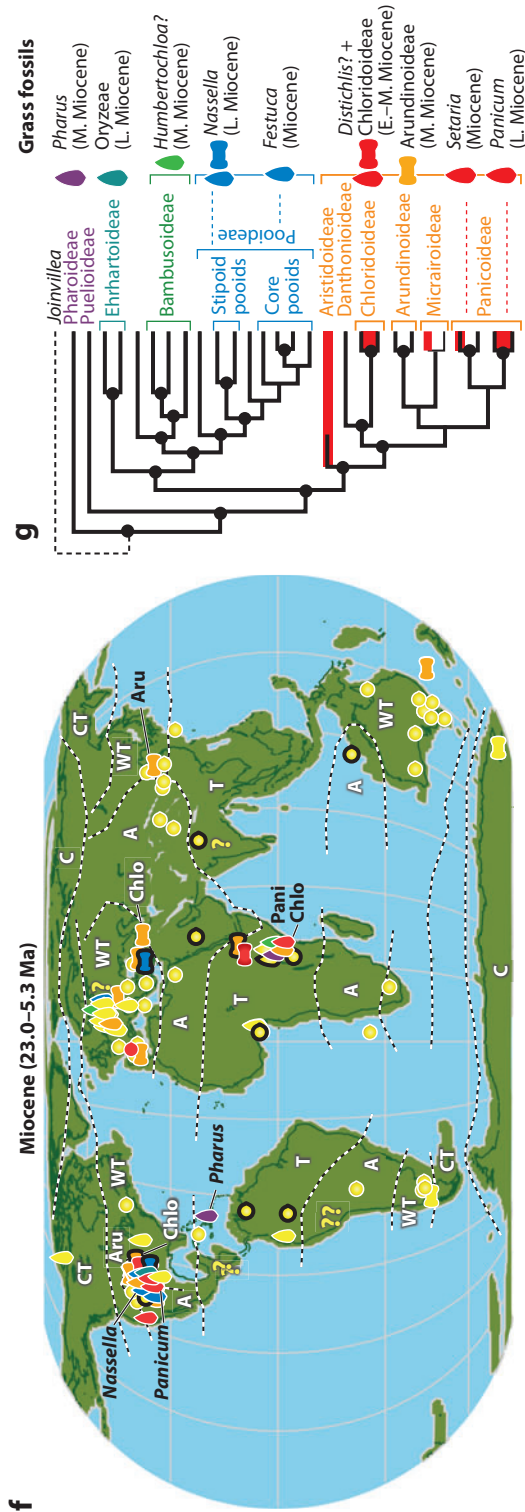 f
Miocene (23.0–5.3 Ma)
C
CT
CT
WT
WT
WT
Aru
Aru
Chlo
Chlo
Nassella
Panicum
Pharus
A
A
A
T
T
T
?
?
??
??
Pani
Chlo
A
A
A
WT
WT
CT
C
g
Grass fossils
Joinvillea
Pharoideae
Puelioideae
Ehrhartoideae
Bambusoideae
Stipoid
pooids
Core
pooids
Pooideae
Aristidoideae
Danthonioideae
Chloridoideae
Arundinoideae
Micrairoideae
Panicoideae
Pharus
(M. Miocene)
Oryzeae
(L. Miocene)
Humbertochloa?
(M. Miocene)
Nassella
(L. Miocene)
Festuca
(Miocene)
Distichlis? +
Chloridoideae
(E.–M. Miocene)
Arundinoideae
(M. Miocene)
Setaria
(Miocene)
Panicum
(L. Miocene)